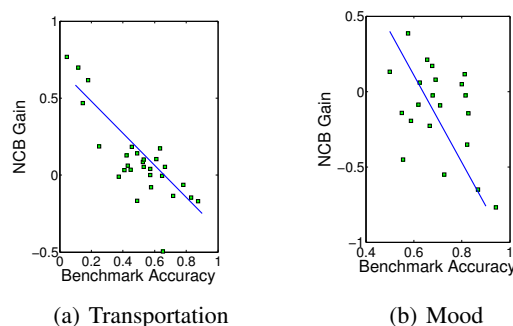 1
0.5
0
-0.5
NCB Gain
0 0.2 0.4 0.6 0.8 1
Benchmark Accuracy
(a) Transportation
0.5
0
-0.5
-1
NCB Gain
0.4 0.6 0.8 1
Benchmark Accuracy
(b) Mood